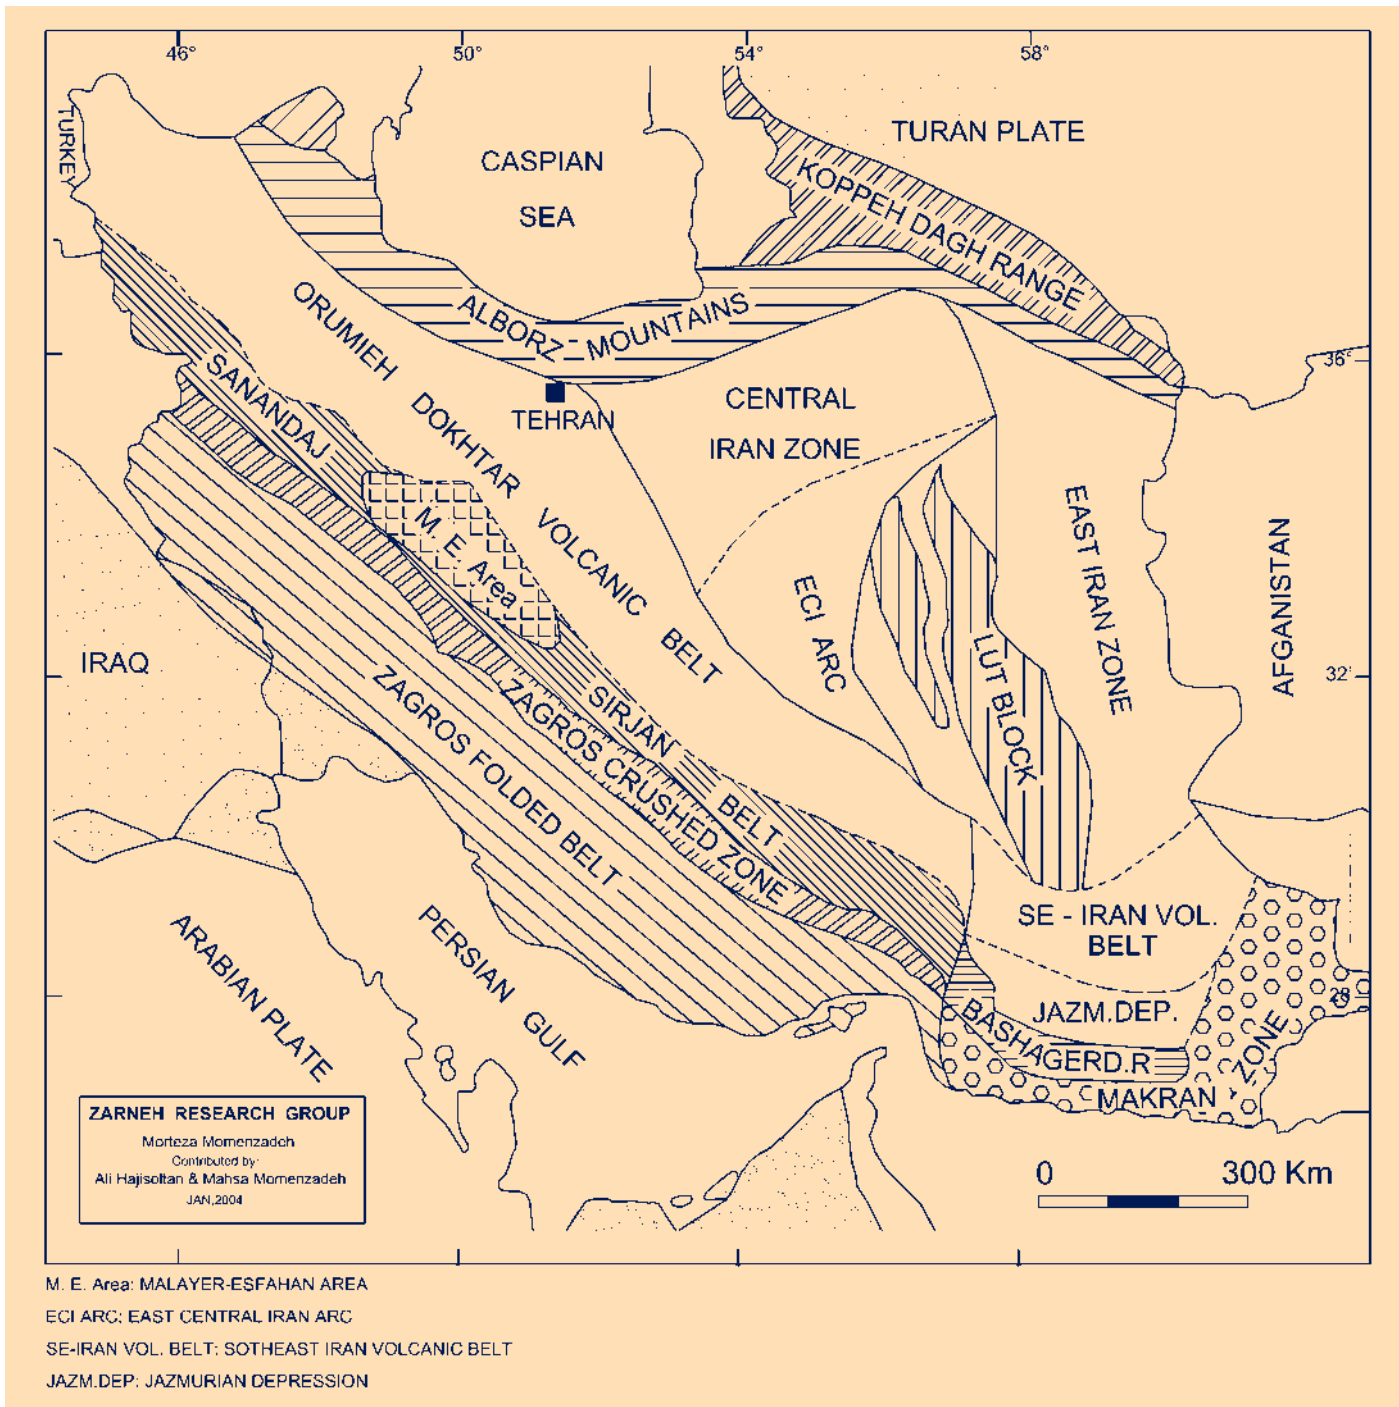 46°
50°
54°
58°
TURKEY
CASPIAN
SEA
TURAN PLATE
KOPPEH DAGH RANGE
ALBORZ - MOUNTAINS
ORUMIEH DOKHTAR VOLCANIC BELT
36°
TEHRAN
CENTRAL
IRAN ZONE
SANANDAJ SIRJAN BELT
M. E. Area
EAST IRAN ZONE
AFGANISTAN
ECI ARC
LUT BLOCK
32°
IRAQ
ZAGROS CRUSHED ZONE
ZAGROS FOLDED BELT
SE - IRAN VOL.
BELT
ARABIAN PLATE
PERSIAN GULF
28
JAZM.DEP.
BASHAGERD.R
MAKRAN ZONE
ZARNEH RESEARCH GROUP
Morteza Momenzadeh
Contributed by:
Ali Hajisoltan & Mahsa Momenzadeh
JAN,2004
0 300 Km
M. E. Area: MALAYER-ESFAHAN AREA
ECI ARC: EAST CENTRAL IRAN ARC
SE-IRAN VOL. BELT: SOTHEAST IRAN VOLCANIC BELT
JAZM.DEP: JAZMURIAN DEPRESSION